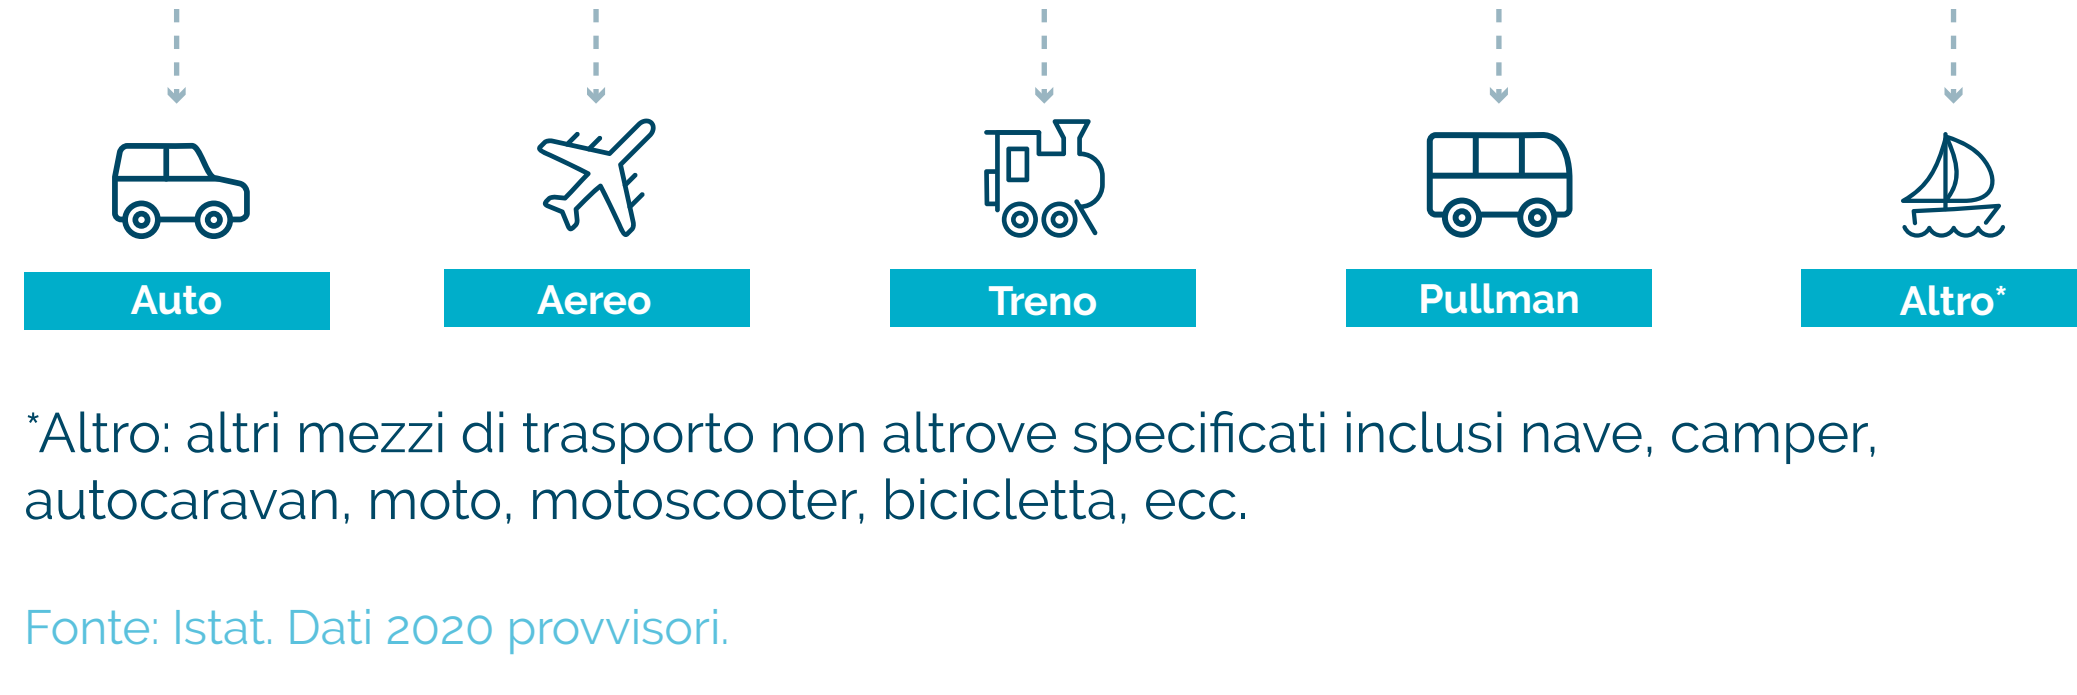 Auto
Aereo
Treno
Pullman
Altro*
*Altro: altri mezzi di trasporto non altrove specificati inclusi nave, camper,
autocaravan, moto, motoscooter, bicicletta, ecc.
Fonte: Istat. Dati 2020 provvisori.